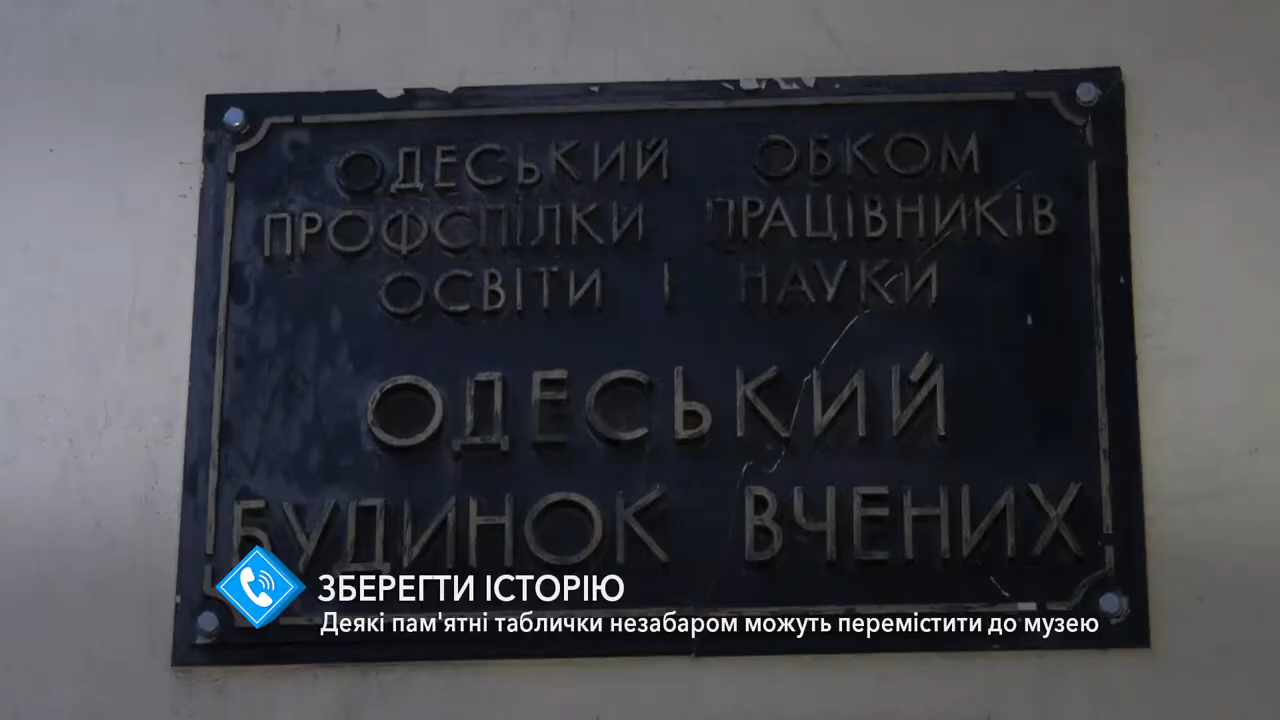 ОДЕСЬКИЙ ОБКОМ
ПРОФСПІЛКИ ПРАЦІВНИКІВ
ОСВІТИ І НАУКИ
ОДЕСЬКИЙ
БУДИНОК ВЧЕНИХ
ЗБЕРЕГТИ ІСТОРІЮ
Деякі пам'ятні таблички незабаром можуть перемістити до музею